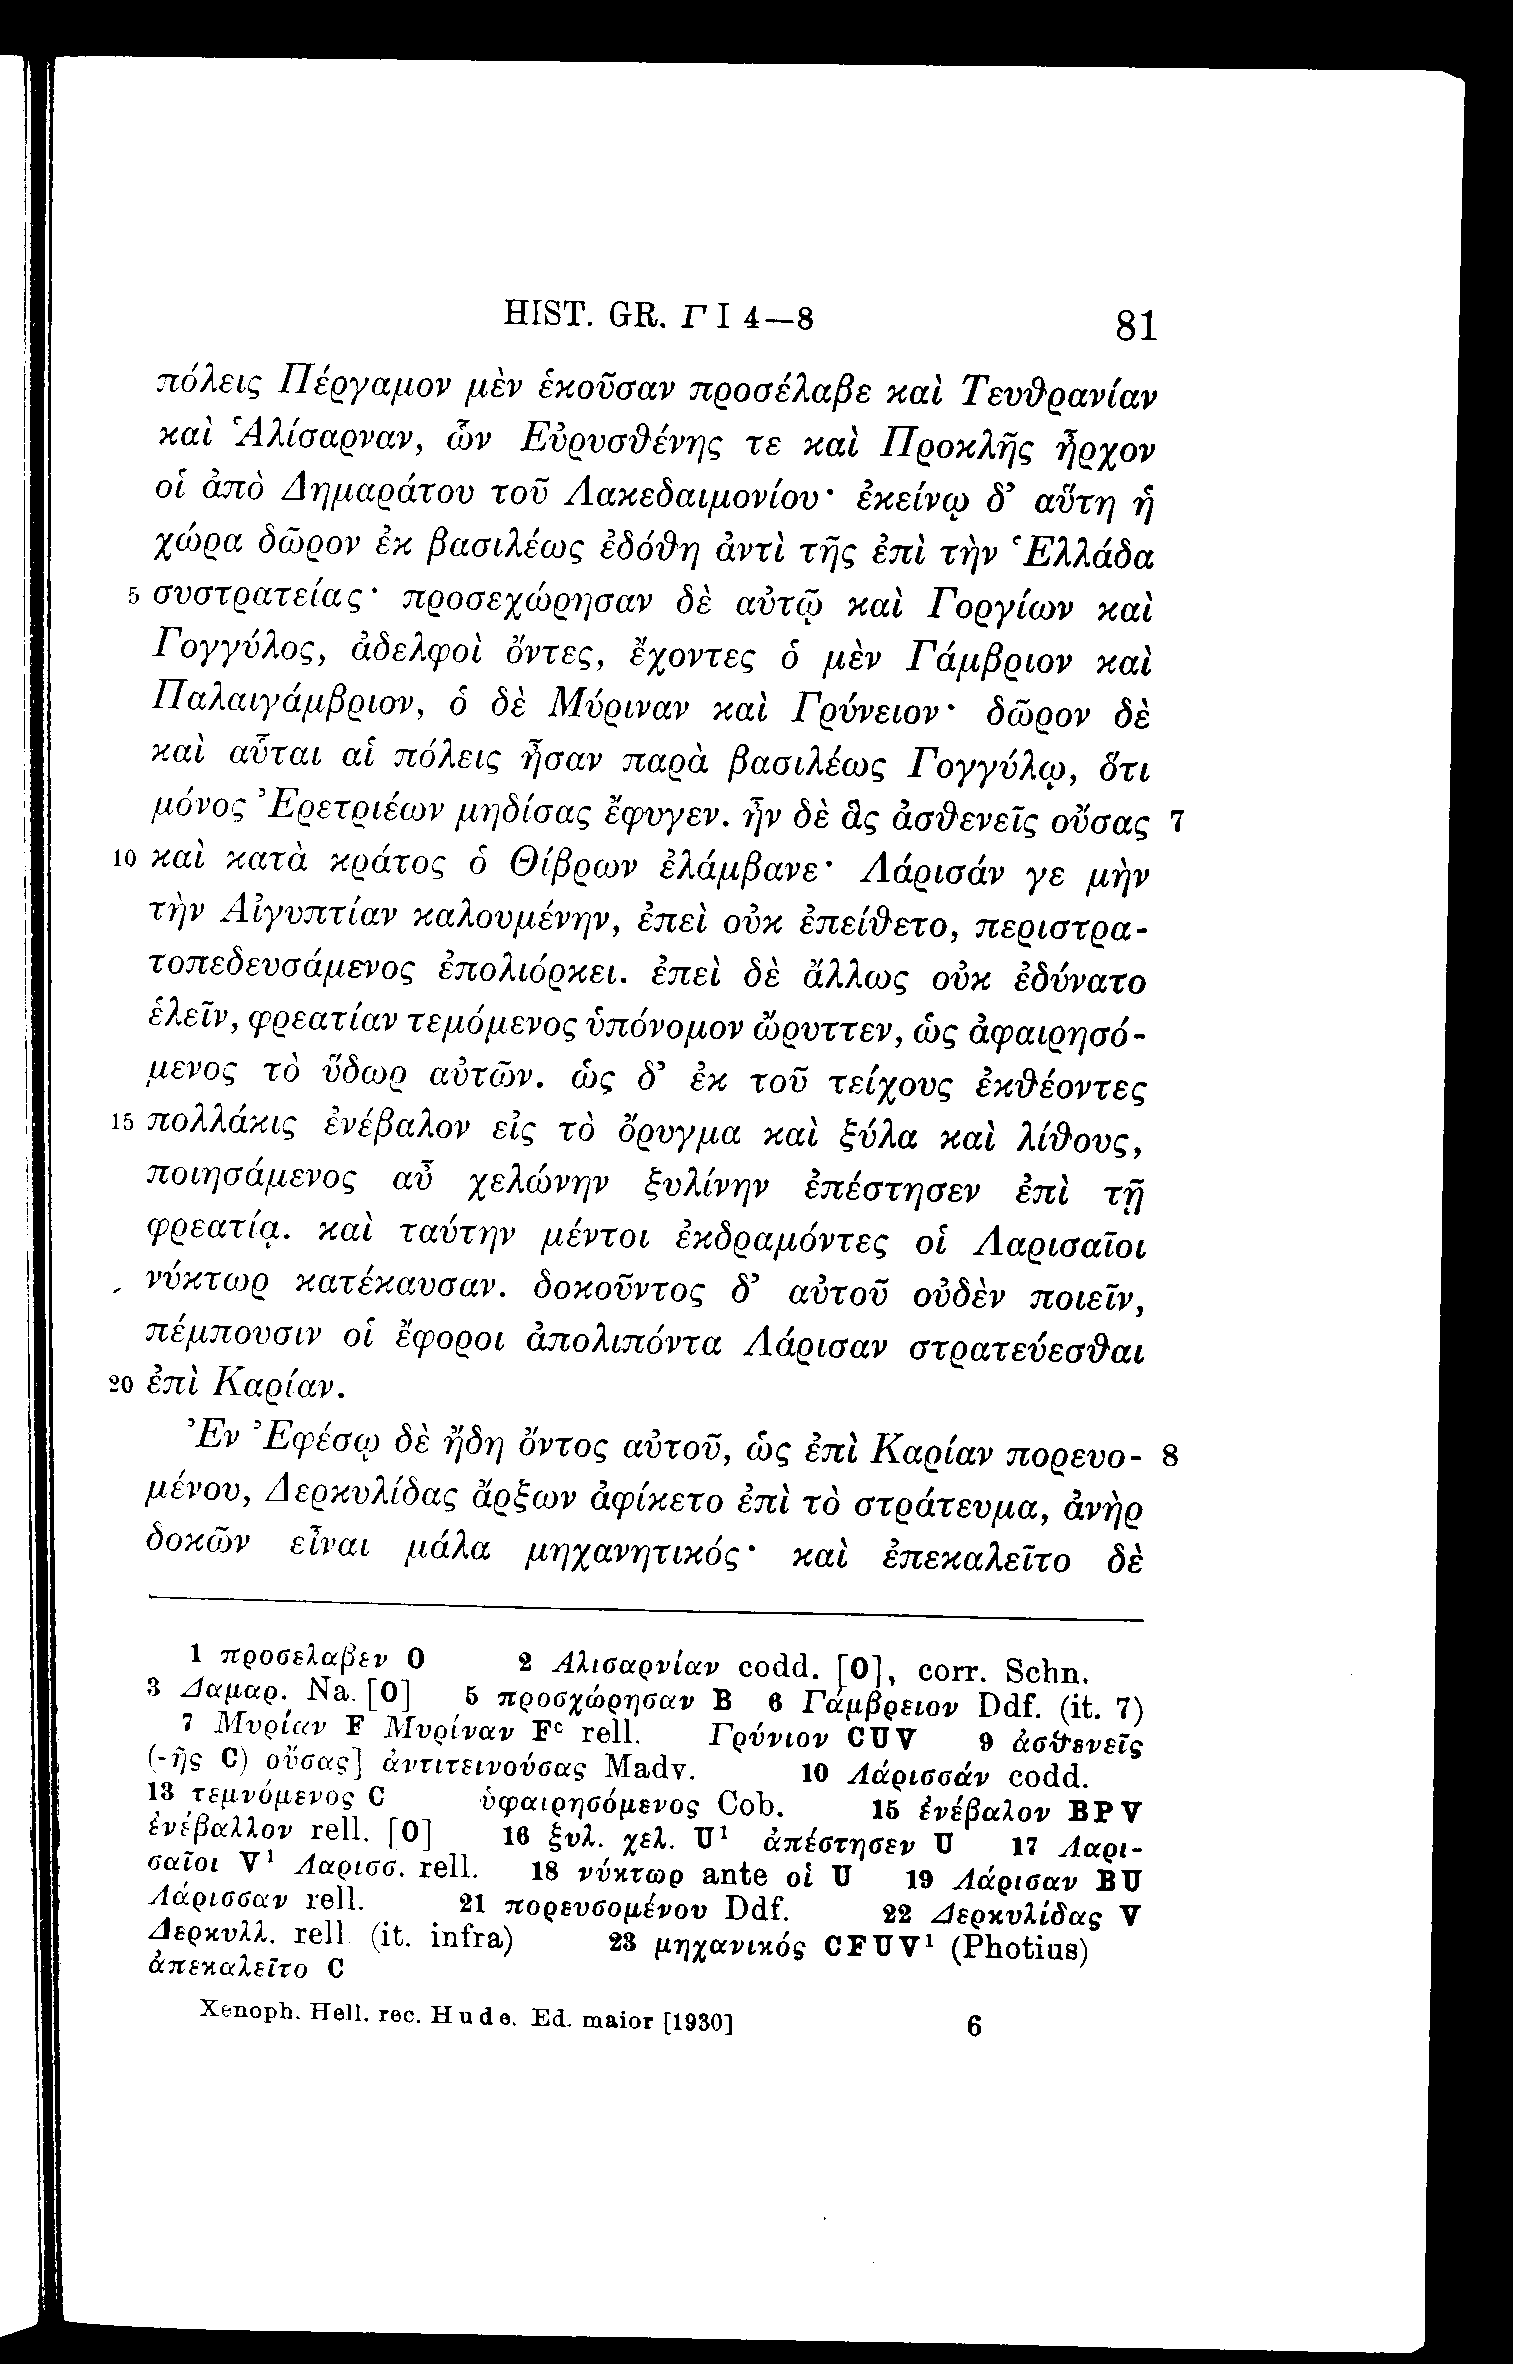 HIST. GR. Γ I 4—8 81
πόλεις Πέργαμον μὲν ἑκοῦσαν προσέλαβε καὶ Τευθρανίαν
καὶ Ἁλίσαρναν, ὧν Εὐρυσθένης τε καὶ Προκλῆς ἦρχον
οἱ ἀπὸ Δημαράτου τοῦ Λακεδαιμονίου· ἐκείνῳ δ’ αὕτη ἡ
χώρα δῶρον ἐκ βασιλέως ἐδόθη ἀντὶ τῆς ἐπὶ τὴν Ἑλλάδα
5 συστρατείας· προσεχώρησαν δὲ αὐτῷ καὶ Γοργίων καὶ
Γογγύλος, ἀδελφοὶ ὄντες, ἔχοντες ὁ μὲν Γάμβριον καὶ
Παλαιγάμβριον, ὁ δὲ Μύριναν καὶ Γρύνειον· δῶρον δὲ
καὶ αὗται αἱ πόλεις ἦσαν παρὰ βασιλέως Γογγύλῳ, ὅτι
μόνος Ἐρετριέων μηδίσας ἔφυγεν. ἦν δὲ ἃς ἀσθενεῖς οὔσας 7
10 καὶ κατὰ κράτος ὁ Θίβρων ἐλάμβανε· Λάρισάν γε μὴν
τὴν Αἰγυπτίαν καλουμένην, ἐπεὶ οὐκ ἐπείθετο, περιστρα-
τοπεδευσάμενος ἐπολιόρκει. ἐπεὶ δὲ ἄλλως οὐκ ἐδύνατο
ἑλεῖν, φρεατίαν τεμόμενος ὑπόνομον ὤρυττεν, ὡς ἀφαιρησό-
μενος τὸ ὕδωρ αὐτῶν. ὡς δ’ ἐκ τοῦ τείχους ἐκθέοντες
15 πολλάκις ἐνέβαλον εἰς τὸ ὄρυγμα καὶ ξύλα καὶ λίθους,
ποιησάμενος αὖ χελώνην ξυλίνην ἐπέστησεν ἐπὶ τῇ
φρεατίᾳ. καὶ ταύτην μέντοι ἐκδραμόντες οἱ Λαρισαῖοι
νύκτωρ κατέκαυσαν. δοκοῦντος δ’ αὐτοῦ οὐδὲν ποιεῖν,
πέμπουσιν οἱ ἔφοροι ἀπολιπόντα Λάρισαν στρατεύεσθαι
20 ἐπὶ Καρίαν.
Ἐν Ἐφέσῳ δὲ ἤδη ὄντος αὐτοῦ, ὡς ἐπὶ Καρίαν πορευο- 8
μένου, Δερκυλίδας ἄρξων ἀφίκετο ἐπὶ τὸ στράτευμα, ἀνὴρ
δοκῶν εἶναι μάλα μηχανητικός· καὶ ἐπεκαλεῖτο δὲ
1 προσελαβεν O 2 Αλισαρνίαν codd. [O], corr. Schn.
3 Δαμαρ. Na. [O] 5 προσχώρησαν B 6 Γάμβρειον Ddf. (it. 7)
7 Μυρίαν F Μυρίναν Fᶜ rell. Γρύνιον CUV 9 ἀσθενεῖς
(-ῆς C) οὔσας] ἀντιτεινούσας Madv. 10 Λάρισσάν codd.
13 τεμνόμενος C ὑφαιρησόμενος Cob. 15 ἐνέβαλον BPV
ἐνέβαλλον rell. [O] 16 ξυλ. χελ. U¹ ἀπέστησεν U 17 Λαρι-
σαῖοι V¹ Λαρισσ. rell. 18 νύκτωρ ante οἱ U 19 Λάρισαν BU
Λάρισσαν rell. 21 πορευσομένου Ddf. 22 Δερκυλίδας V
Δερκυλλ. rell (it. infra) 23 μηχανικός CFUV¹ (Photius)
ἀπεκαλεῖτο C
Xenoph. Hell. rec. Hude. Ed. maior [1930] 6